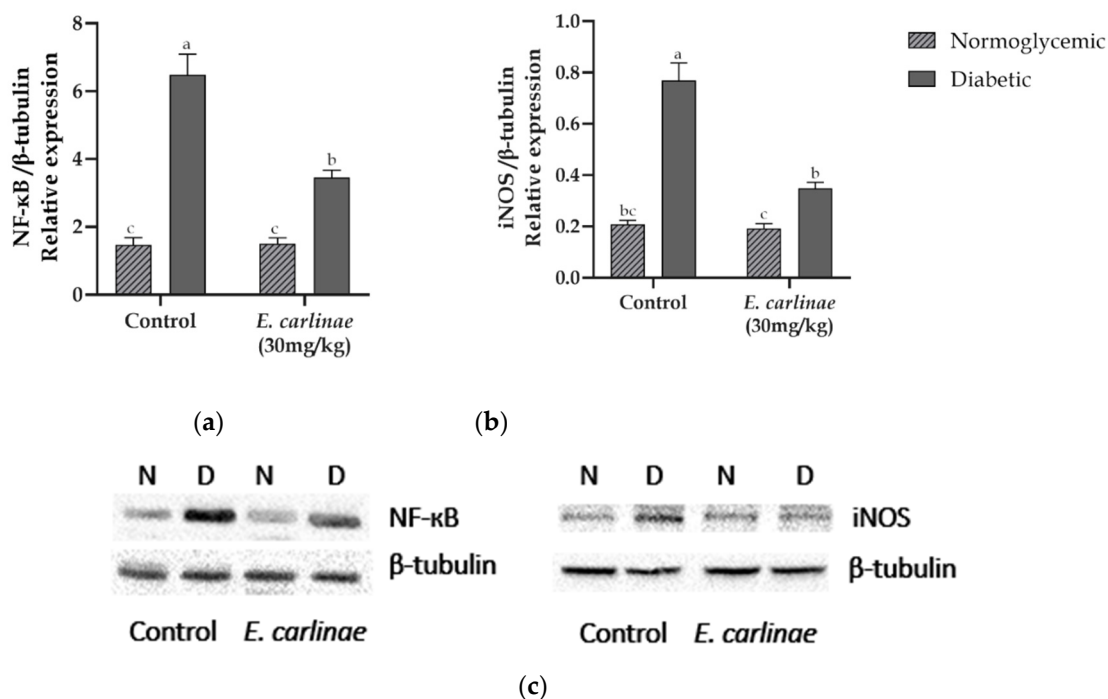 NF-κB/β-tubulin
Relative expression
8
6
4
2
0
a
b
c
c
Control
E. carlinae
(30mg/kg)
iNOS/β-tubulin
Relative expression
1.0
0.8
0.6
0.4
0.2
0.0
a
bc
b
c
Control
E. carlinae
(30mg/kg)
Normoglycemic
Diabetic
(a)
(b)
N D N D
NF-κB
β-tubulin
Control E. carlinae
N D N D
iNOS
β-tubulin
Control E. carlinae
(c)